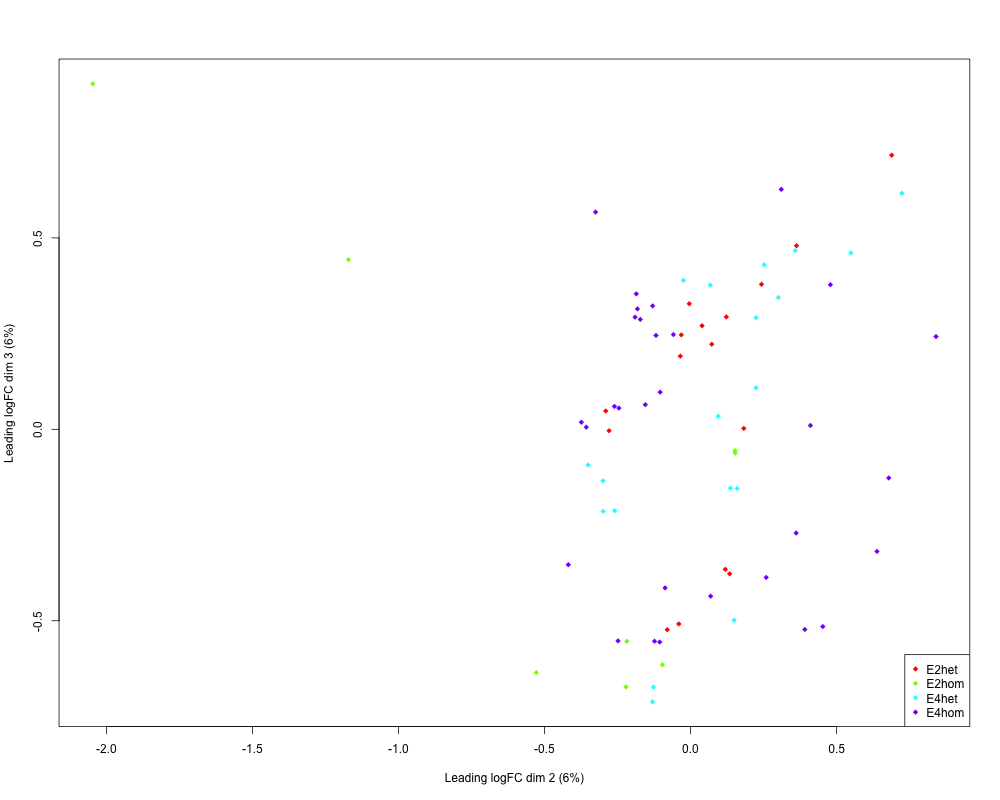 Leading logFC dim 3 (6%)
0.5
0.0
-0.5
E2het
E2hom
E4het
E4hom
-2.0 -1.5 -1.0 -0.5 0.0 0.5
Leading logFC dim 2 (6%)